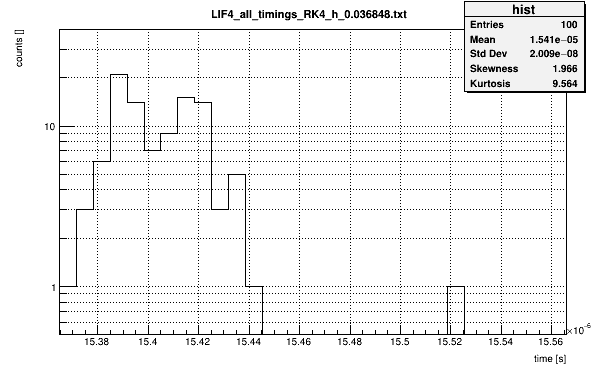 LIF4_all_timings_RK4_h_0.036848.txt
hist
Entries 100
Mean 1.541e−05
Std Dev 2.009e−08
Skewness 1.966
Kurtosis 9.564
counts []
10
1
15.38 15.4 15.42 15.44 15.46 15.48 15.5 15.52 15.54 15.56
×10⁻⁶
time [s]